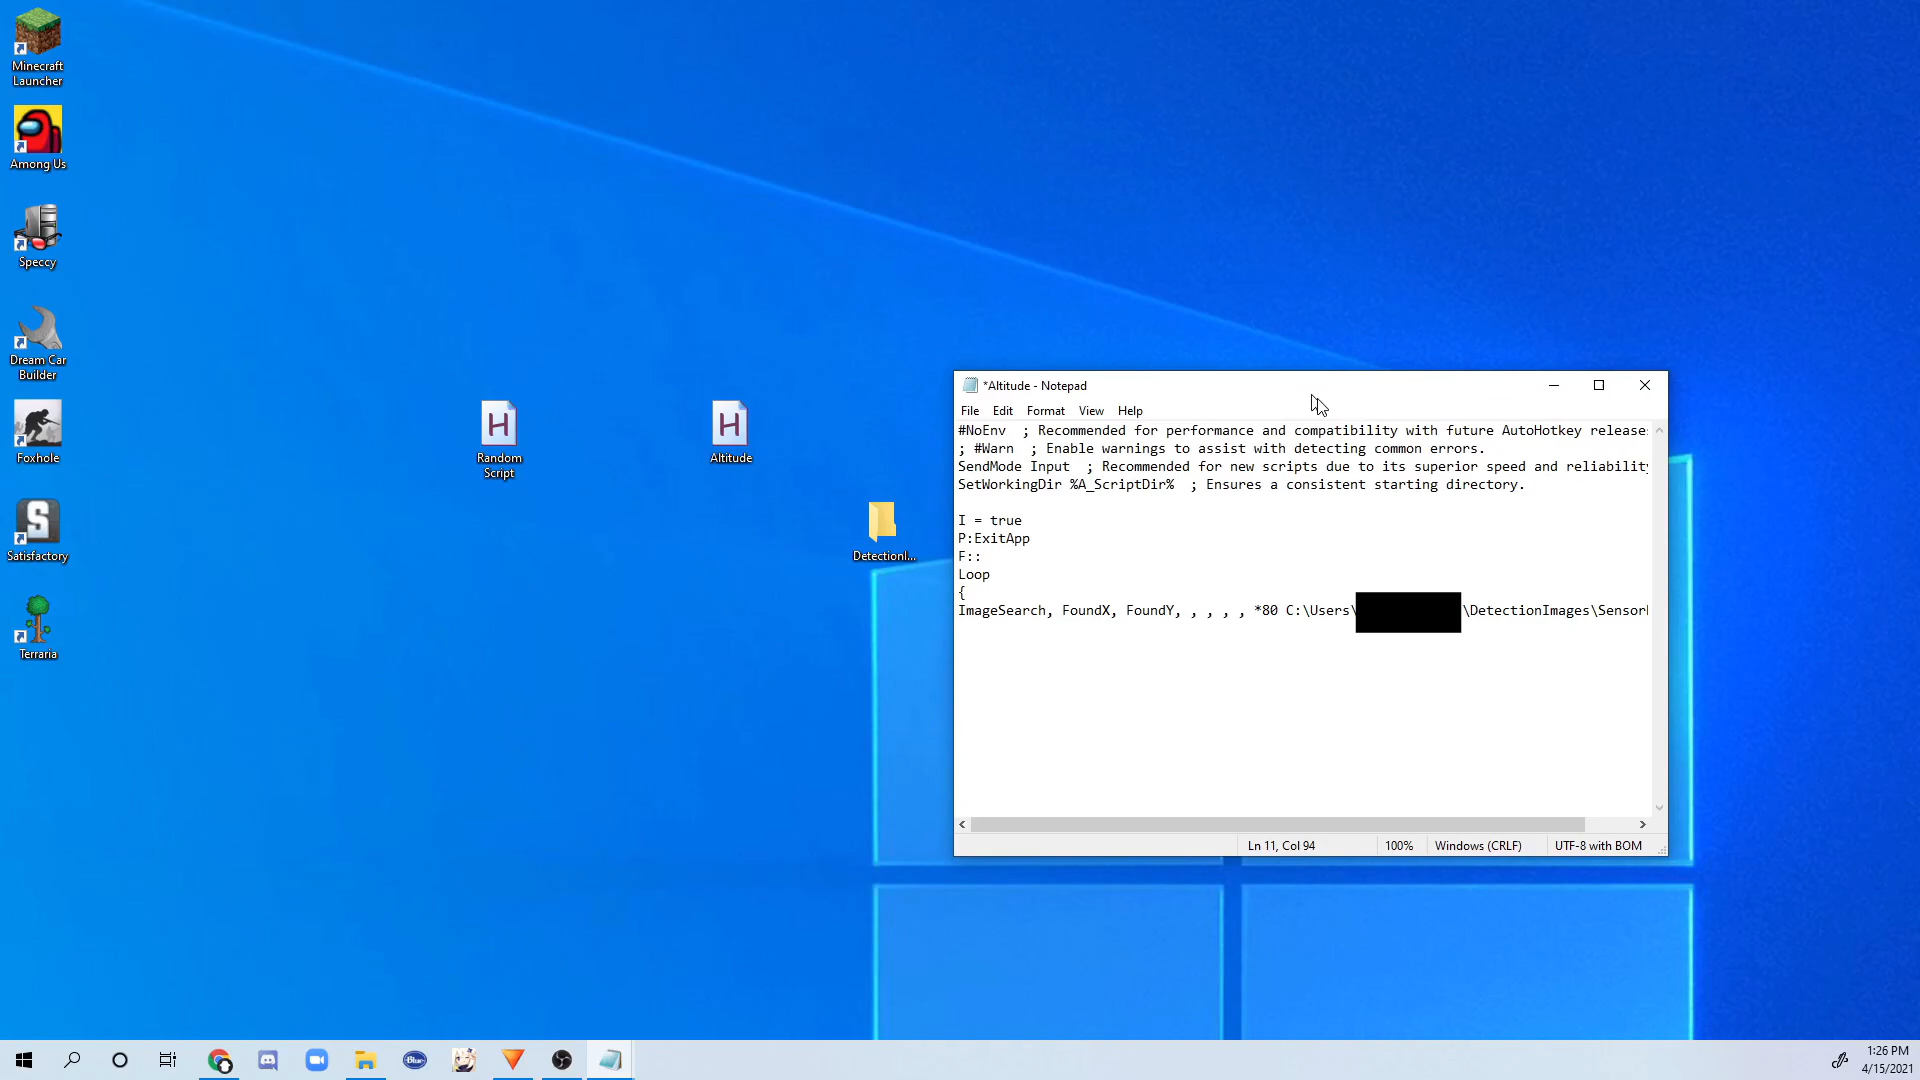 Minecraft
Launcher
Among Us
Speccy
Dream Car
Builder
Foxhole
Satisfactory
Terraria
Random
Script
Altitude
DetectionI...
*Altitude - Notepad
File Edit Format View Help
#NoEnv  ; Recommended for performance and compatibility with future AutoHotkey releases
; #Warn  ; Enable warnings to assist with detecting common errors.
SendMode Input  ; Recommended for new scripts due to its superior speed and reliability
SetWorkingDir %A_ScriptDir%  ; Ensures a consistent starting directory.
I = true
P:ExitApp
F::
Loop
{
ImageSearch, FoundX, FoundY, , , , , *80 C:\Users\ \DetectionImages\Sensor
Ln 11, Col 94
100%
Windows (CRLF)
UTF-8 with BOM
Blue
1:26 PM
4/15/2021